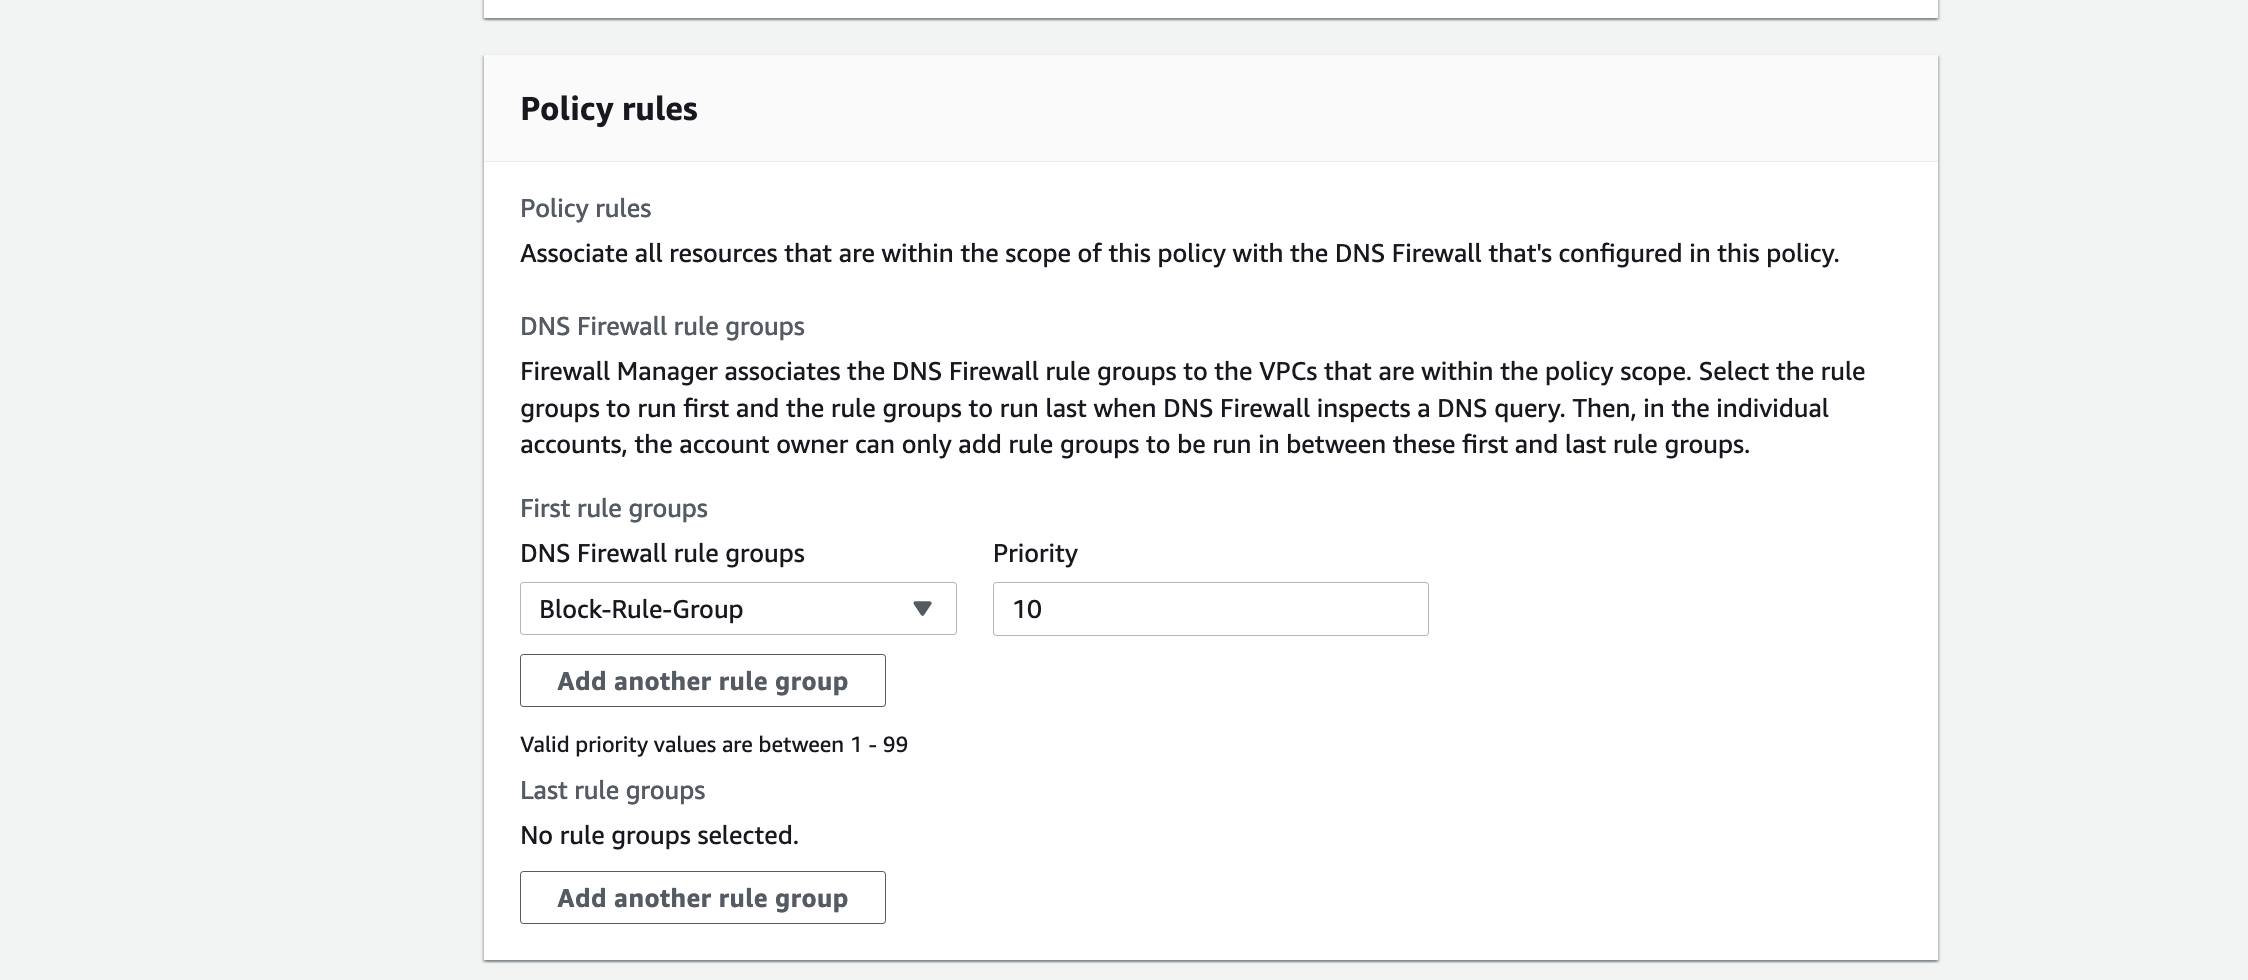 Policy rules
Policy rules
Associate all resources that are within the scope of this policy with the DNS Firewall that's configured in this policy.
DNS Firewall rule groups
Firewall Manager associates the DNS Firewall rule groups to the VPCs that are within the policy scope. Select the rule
groups to run first and the rule groups to run last when DNS Firewall inspects a DNS query. Then, in the individual
accounts, the account owner can only add rule groups to be run in between these first and last rule groups.
First rule groups
DNS Firewall rule groups Priority
Block-Rule-Group 10
Add another rule group
Valid priority values are between 1 - 99
Last rule groups
No rule groups selected.
Add another rule group